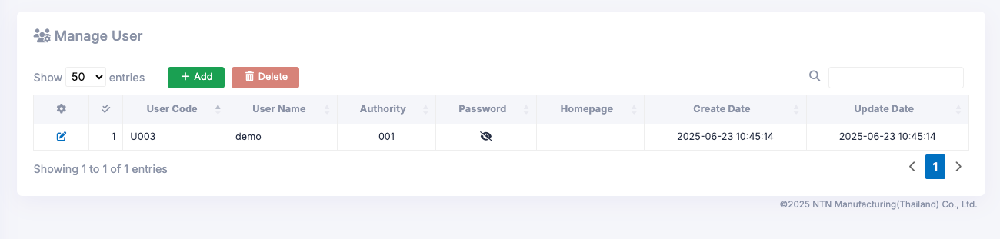 Manage User
Show 50 entries + Add Delete
User Code User Name Authority Password Homepage Create Date Update Date
1 U003 demo 001 2025-06-23 10:45:14 2025-06-23 10:45:14
Showing 1 to 1 of 1 entries
1
©2025 NTN Manufacturing(Thailand) Co., Ltd.